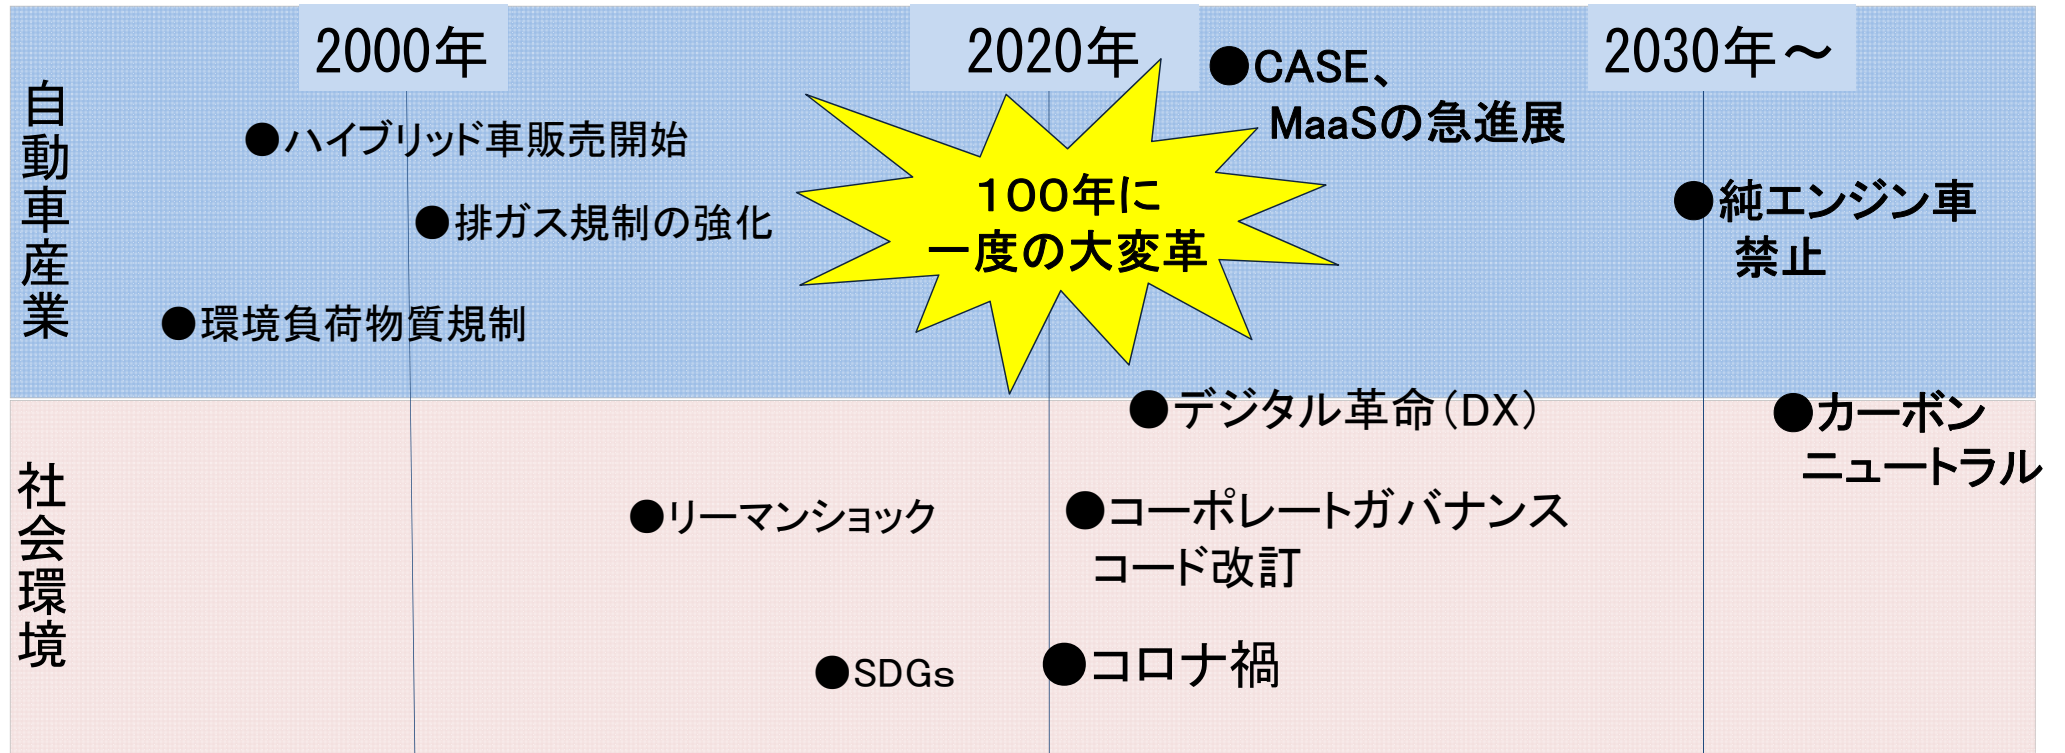 2000年
2020年
2030年～
自動車産業
●CASE、
MaaSの急進展
●ハイブリッド車販売開始
●排ガス規制の強化
●環境負荷物質規制
１００年に
一度の大変革
●純エンジン車
禁止
社会環境
●デジタル革命（DX）
●カーボン
ニュートラル
●リーマンショック
●コーポレートガバナンス
コード改訂
●SDGｓ
●コロナ禍